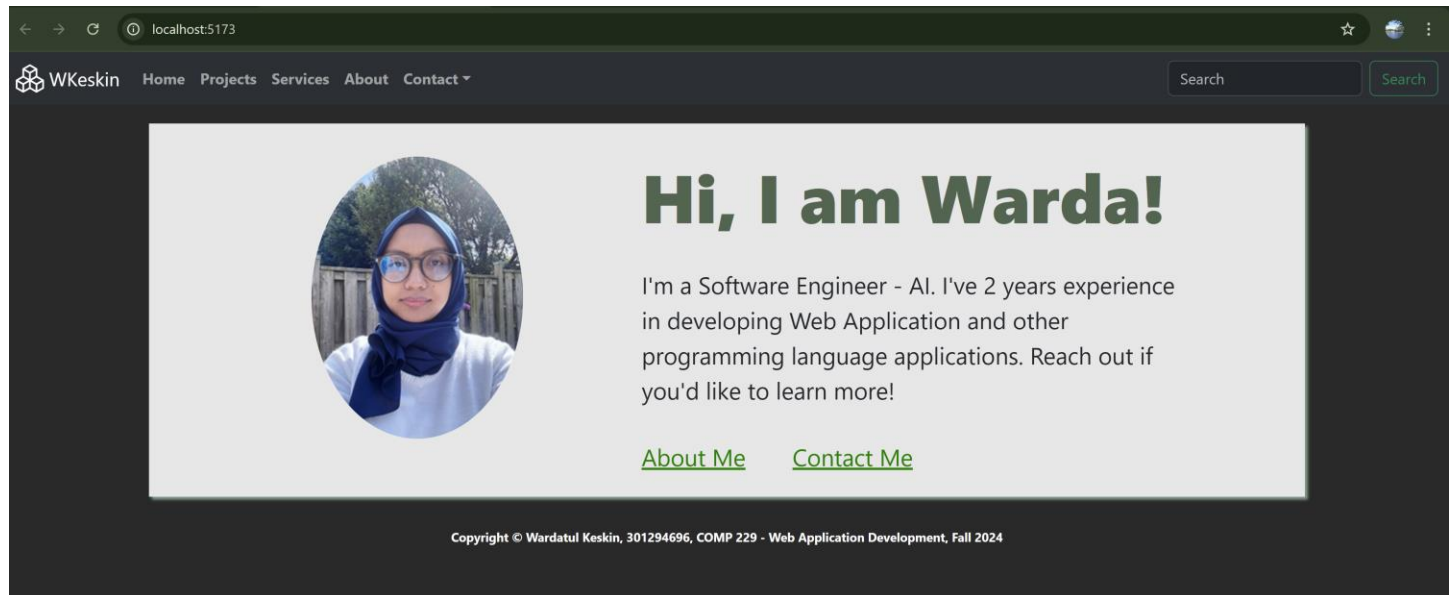 localhost:5173
WKeskin Home Projects Services About Contact Search Search
Hi, I am Warda!
I'm a Software Engineer - AI. I've 2 years experience
in developing Web Application and other
programming language applications. Reach out if
you'd like to learn more!
About Me Contact Me
Copyright © Wardatul Keskin, 301294696, COMP 229 - Web Application Development, Fall 2024